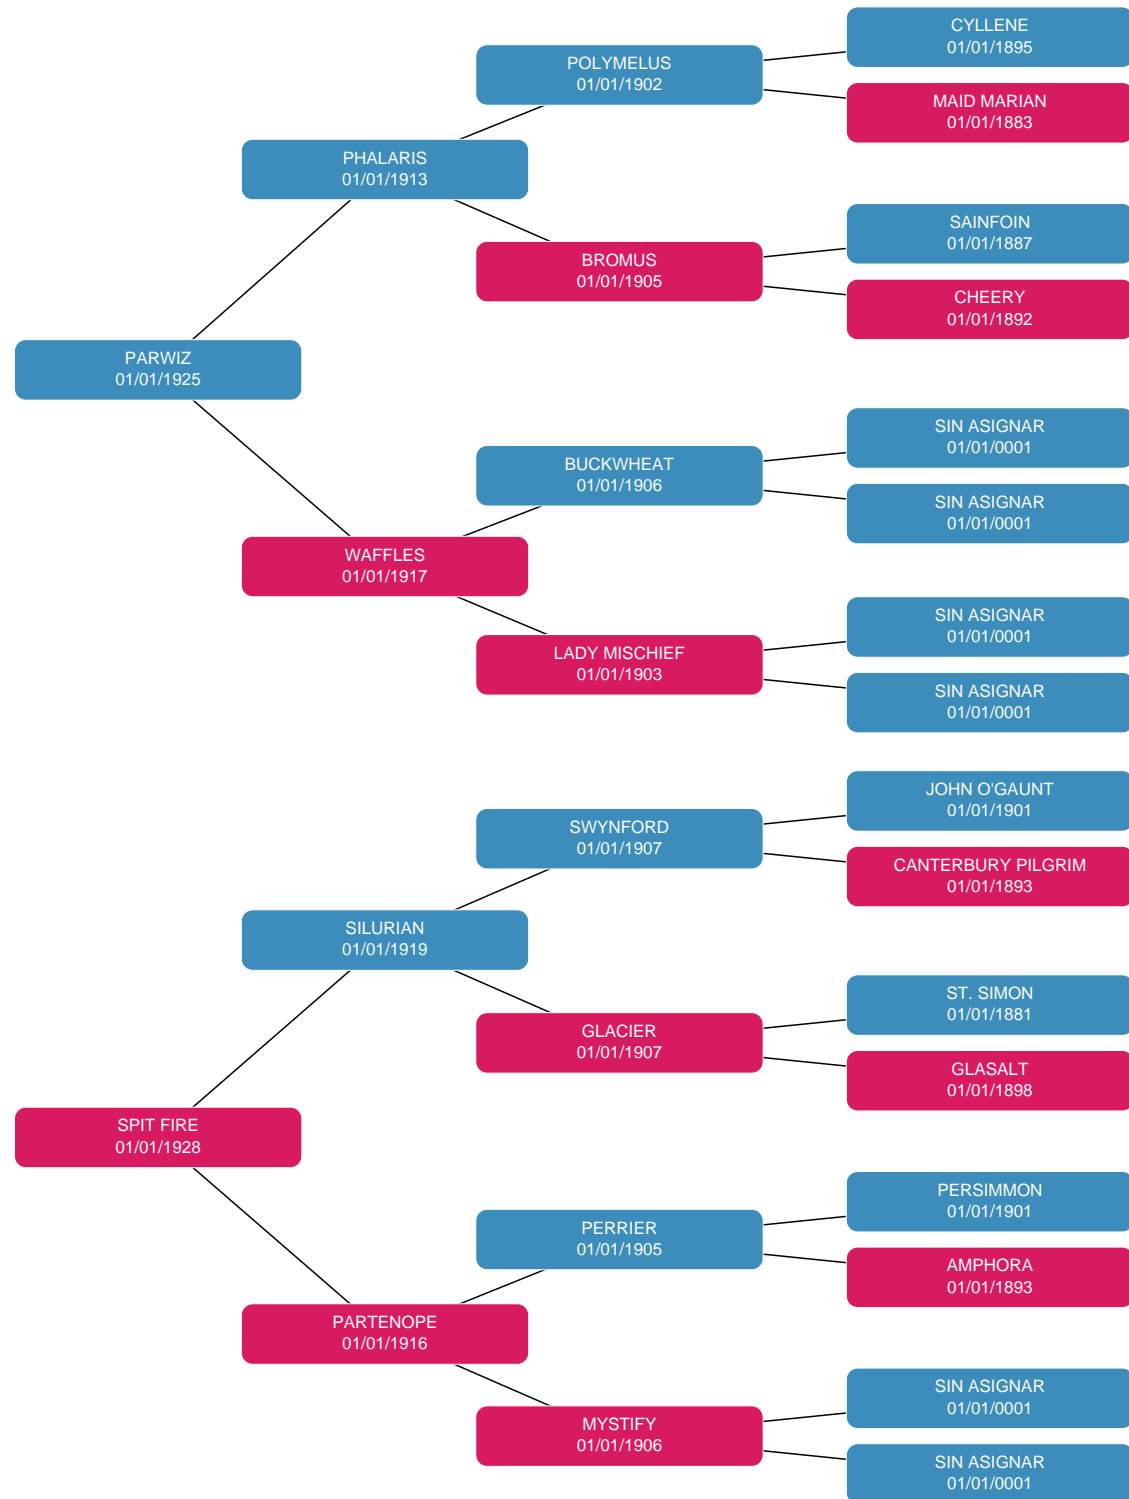 CYLLENE
01/01/1895
POLYMELUS
01/01/1902
MAID MARIAN
01/01/1883
PHALARIS
01/01/1913
SAINFOIN
01/01/1887
BROMUS
01/01/1905
CHEERY
01/01/1892
PARWIZ
01/01/1925
SIN ASIGNAR
01/01/0001
BUCKWHEAT
01/01/1906
SIN ASIGNAR
01/01/0001
WAFFLES
01/01/1917
SIN ASIGNAR
01/01/0001
LADY MISCHIEF
01/01/1903
SIN ASIGNAR
01/01/0001
JOHN O'GAUNT
01/01/1901
SWYNFORD
01/01/1907
CANTERBURY PILGRIM
01/01/1893
SILURIAN
01/01/1919
ST. SIMON
01/01/1881
GLACIER
01/01/1907
GLASALT
01/01/1898
SPIT FIRE
01/01/1928
PERSIMMON
01/01/1901
PERRIER
01/01/1905
AMPHORA
01/01/1893
PARTENOPE
01/01/1916
SIN ASIGNAR
01/01/0001
MYSTIFY
01/01/1906
SIN ASIGNAR
01/01/0001